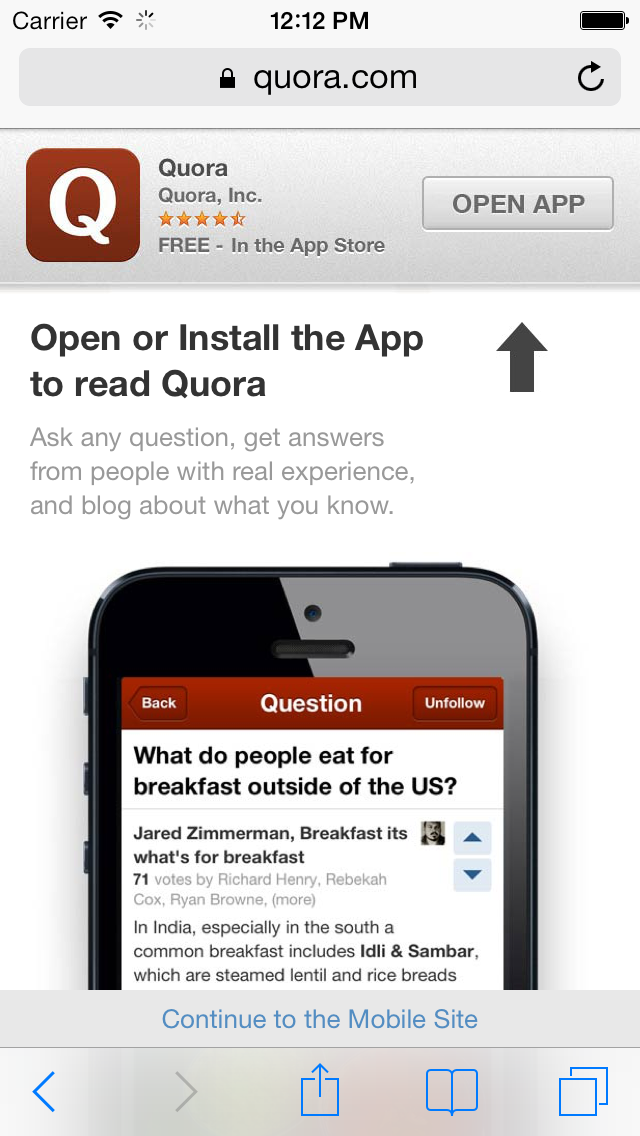 Carrier 12:12 PM
quora.com
Q
Quora
Quora, Inc.
FREE - In the App Store
OPEN APP
Open or Install the App
to read Quora
Ask any question, get answers
from people with real experience,
and blog about what you know.
Back Question Unfollow
What do people eat for
breakfast outside of the US?
Jared Zimmerman, Breakfast its
what's for breakfast
71 votes by Richard Henry, Rebekah
Cox, Ryan Browne, (more)
In India, especially in the south a
common breakfast includes Idli & Sambar,
which are steamed lentil and rice breads
Continue to the Mobile Site